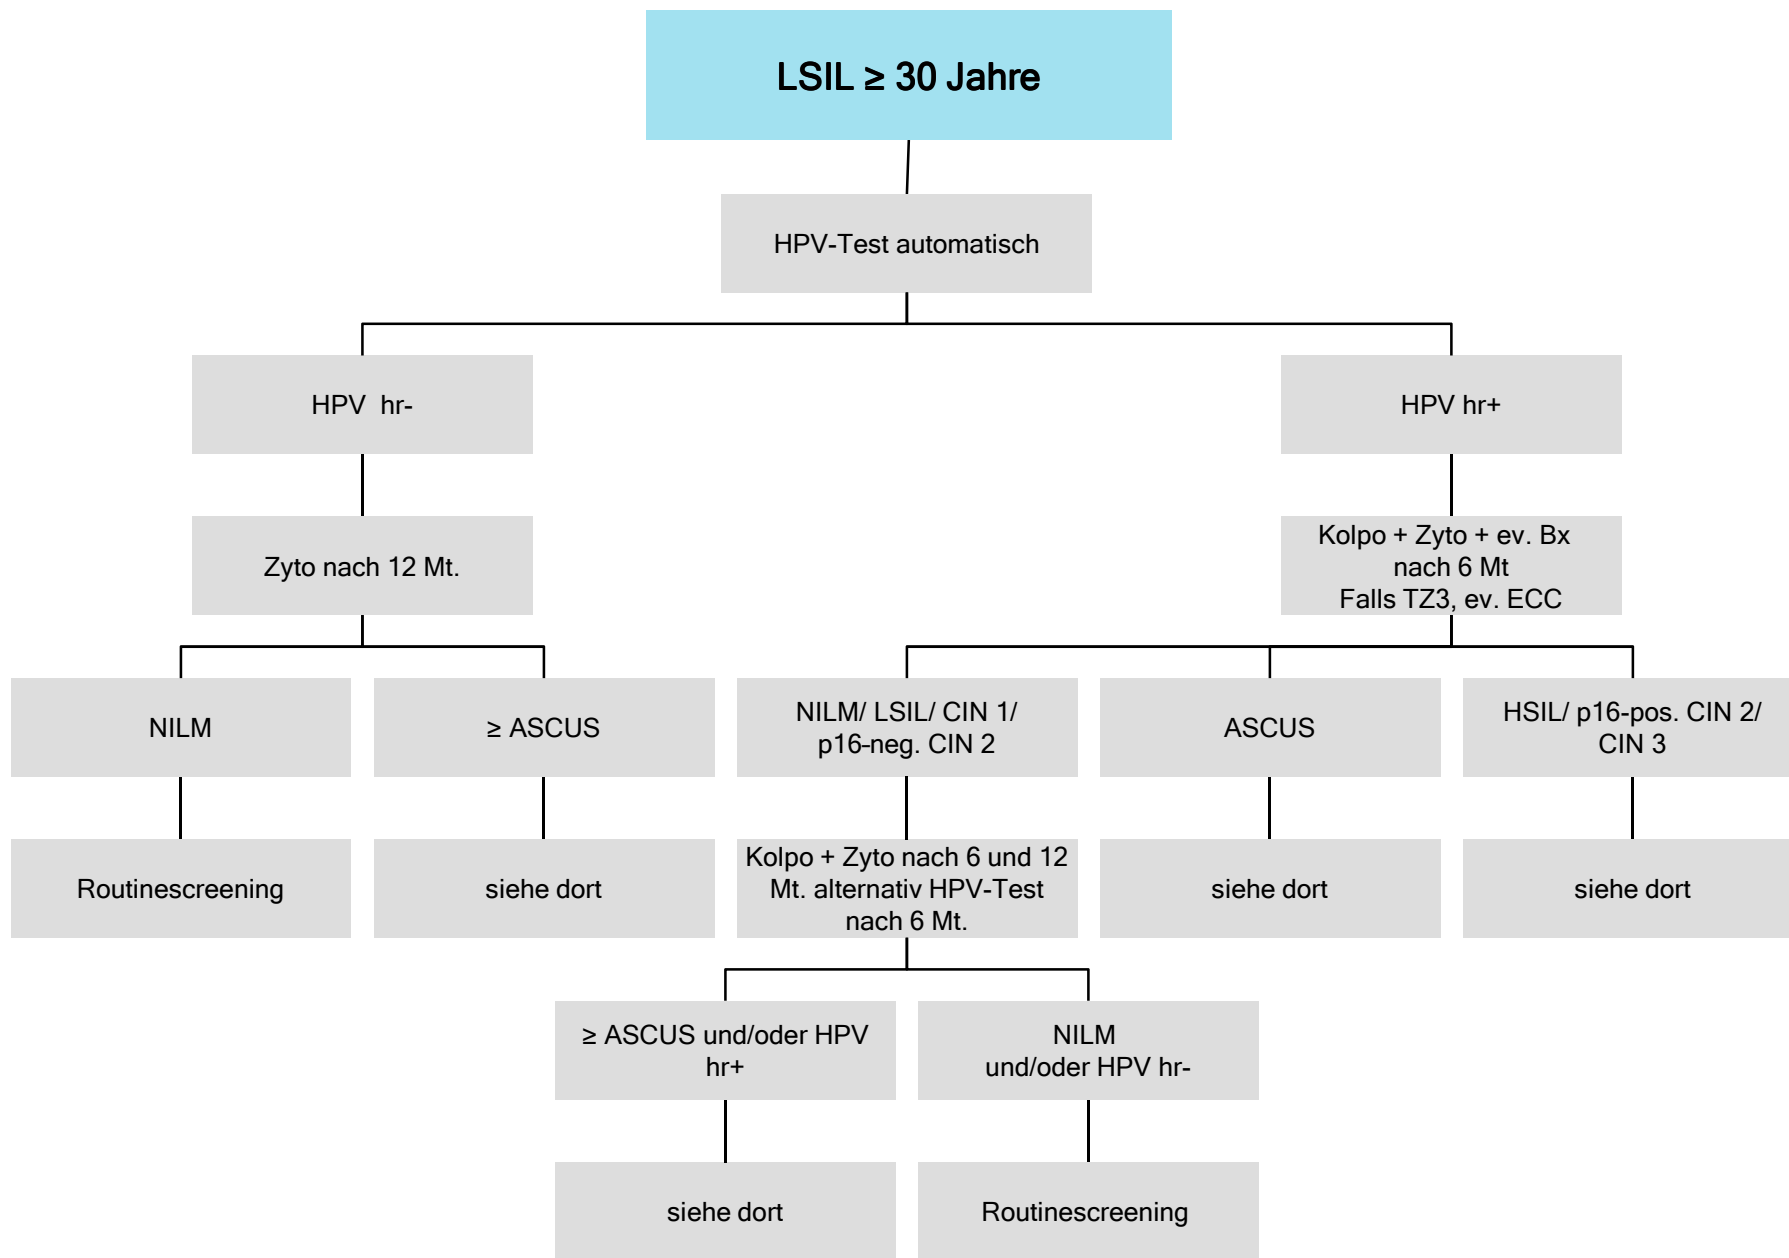 LSIL ≥ 30 Jahre
HPV-Test automatisch
HPV hr-
HPV hr+
Zyto nach 12 Mt.
Kolpo + Zyto + ev. Bx
nach 6 Mt
Falls TZ3, ev. ECC
NILM
≥ ASCUS
NILM/ LSIL/ CIN 1/
p16-neg. CIN 2
ASCUS
HSIL/ p16-pos. CIN 2/
CIN 3
Routinescreening
siehe dort
Kolpo + Zyto nach 6 und 12
Mt. alternativ HPV-Test
nach 6 Mt.
siehe dort
siehe dort
≥ ASCUS und/oder HPV
hr+
NILM
und/oder HPV hr-
siehe dort
Routinescreening